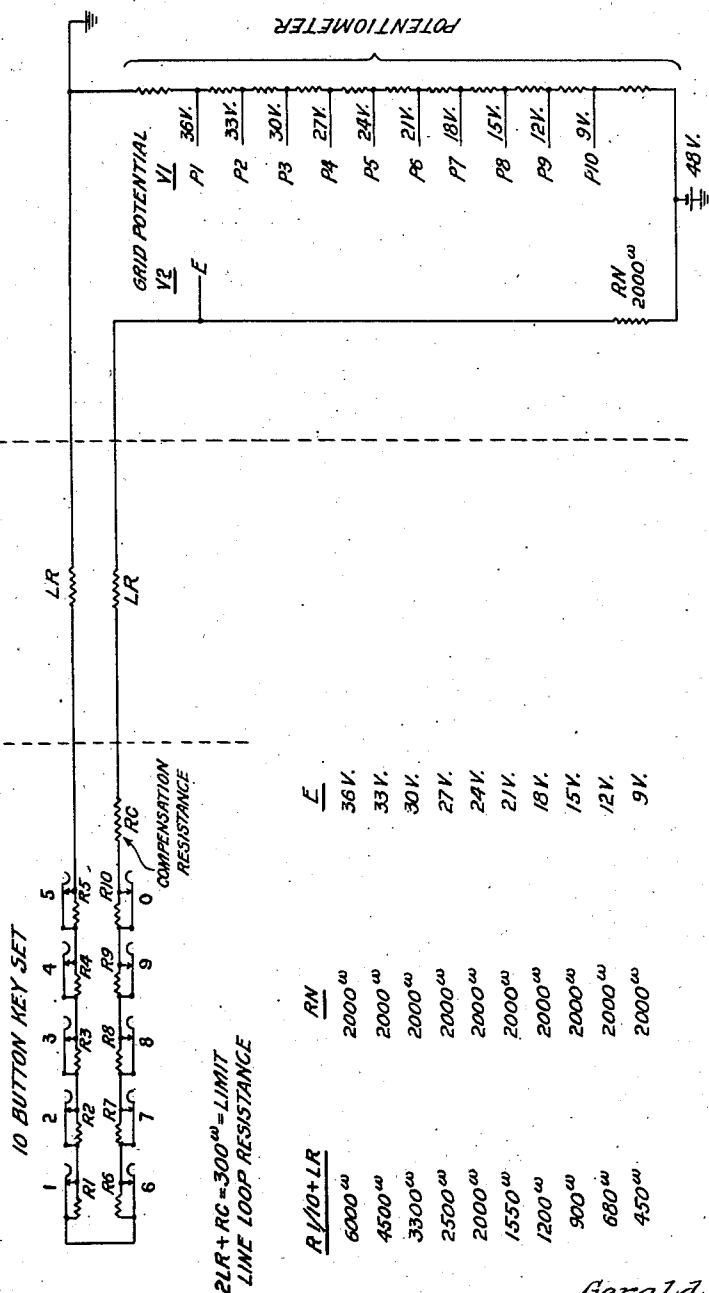 10 BUTTON KEY SET
1 2 3 4 5
R1 R2 R3 R4 R5
R6 R7 R8 R9 R10
6 7 8 9 0
RC
COMPENSATION
RESISTANCE
LR
LR
2LR + RC = 300ω = LIMIT
LINE LOOP RESISTANCE
GRID POTENTIAL
V2 V1
E
P1 36V.
P2 33V.
P3 30V.
P4 27V.
P5 24V.
P6 21V.
P7 18V.
P8 15V.
P9 12V.
P10 9V.
POTENTIOMETER
RN
2000ω
48V.
R 1/10 + LR RN E
6000ω 2000ω 36V.
4500ω 2000ω 33V.
3300ω 2000ω 30V.
2500ω 2000ω 27V.
2000ω 2000ω 24V.
1550ω 2000ω 21V.
1200ω 2000ω 18V.
900ω 2000ω 15V.
680ω 2000ω 12V.
450ω 2000ω 9V.